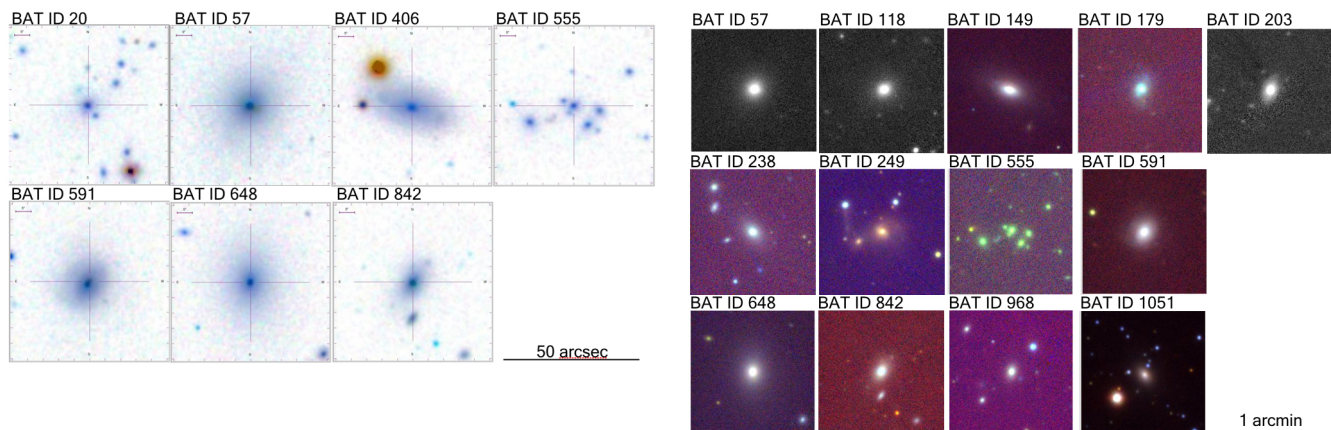 BAT ID 20 BAT ID 57 BAT ID 406 BAT ID 555
BAT ID 591 BAT ID 648 BAT ID 842
50 arcsec
BAT ID 57 BAT ID 118 BAT ID 149 BAT ID 179 BAT ID 203
BAT ID 238 BAT ID 249 BAT ID 555 BAT ID 591
BAT ID 648 BAT ID 842 BAT ID 968 BAT ID 1051
1 arcmin